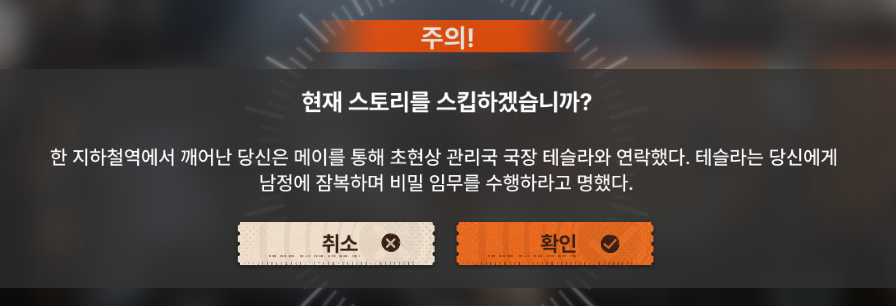 주의!
현재 스토리를 스킵하겠습니까?
한 지하철역에서 깨어난 당신은 메이를 통해 초현상 관리국 국장 테슬라와 연락했다. 테슬라는 당신에게
남정에 잠복하며 비밀 임무를 수행하라고 명했다.
취소
확인